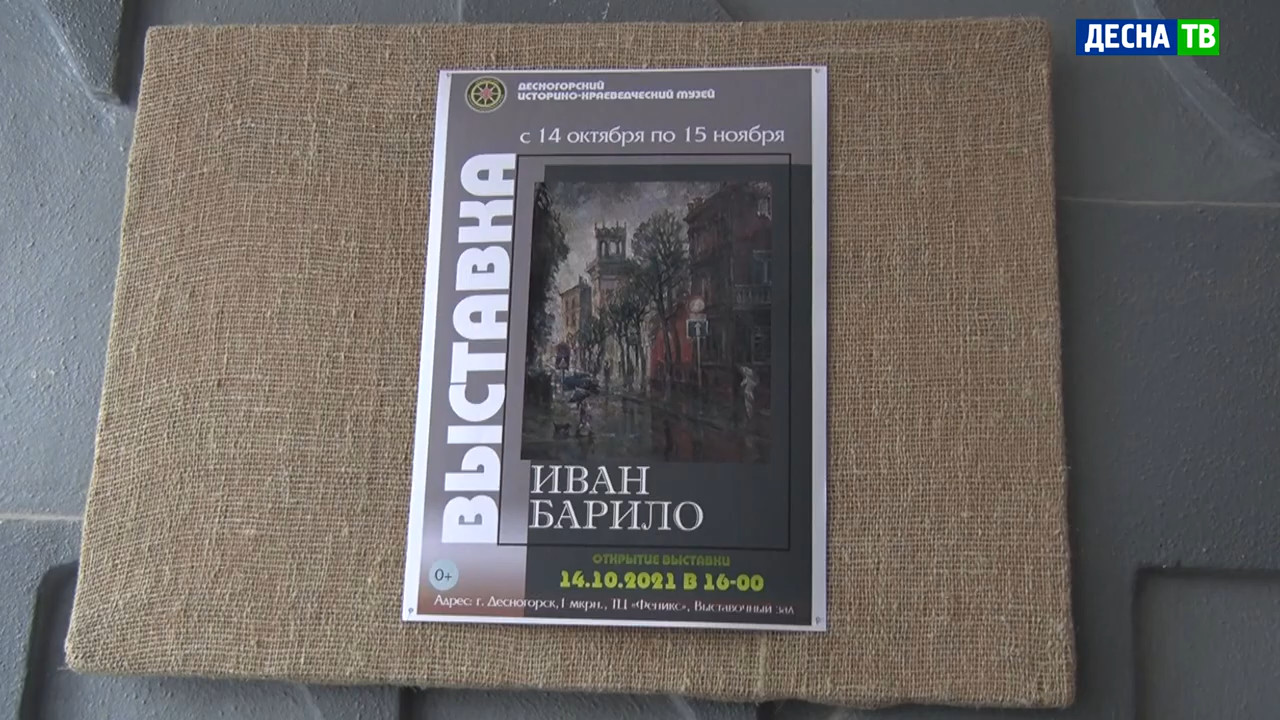 ДЕСНА ТВ
ДЕСНОГОРСКИЙ
ИСТОРИКО-КРАЕВЕДЧЕСКИЙ МУЗЕЙ
с 14 октября по 15 ноября
ВЫСТАВКА
ИВАН
БАРИЛО
ОТКРЫТИЕ ВЫСТАВКИ
14.10.2021 В 16-00
0+
Адрес: г. Десногорск, 1 мкрн., ТЦ «Феникс», Выставочный зал